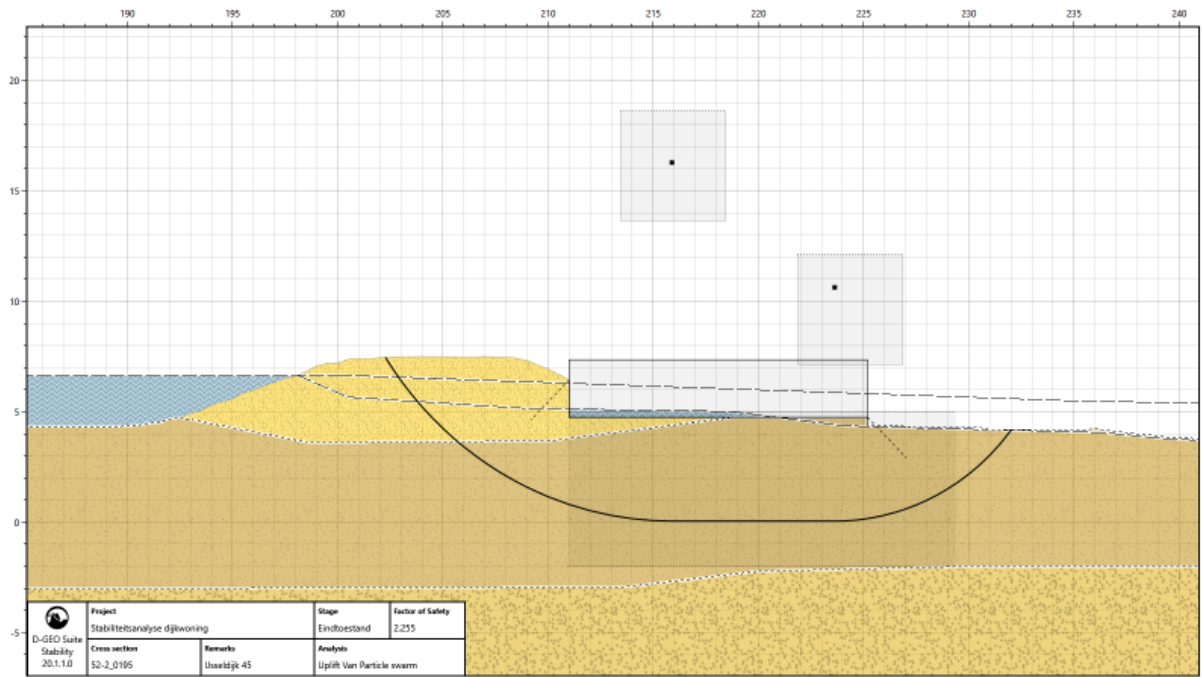 190 195 200 205 210 215 220 225 230 235 240
20
15
10
5
0
-5
D-GEO Suite
Stability
20.1.1.0
Project
Stabiliteitsanalyse dijkwoning
Stage
Eindtoestand
Factor of Safety
2,255
Cross section
52-2_0195
Remarks
IJsseldijk 45
Analysis
Uplift Van Particle swarm